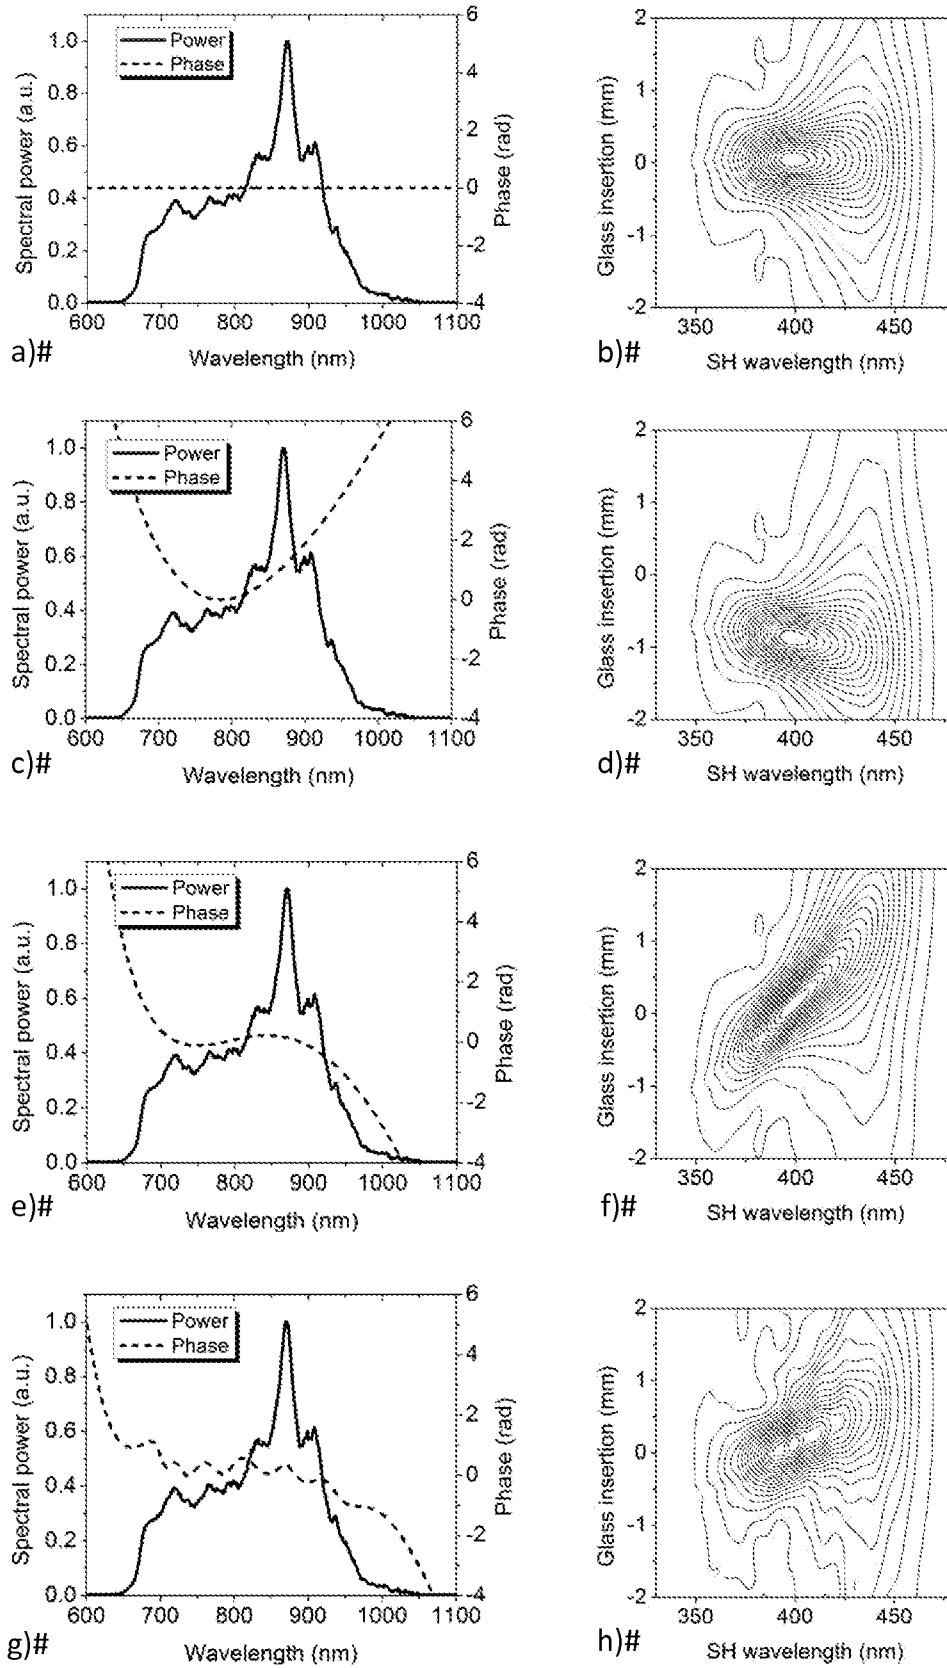 Power
Phase
Spectral power (a.u.)
1.0
0.8
0.6
0.4
0.2
0.0
6
4
2
0
-2
-4
Phase (rad)
600 700 800 900 1000 1100
Wavelength (nm)
a)#
Glass insertion (mm)
2
1
0
-1
-2
350 400 450
SH wavelength (nm)
b)#
Power
Phase
Spectral power (a.u.)
1.0
0.8
0.6
0.4
0.2
0.0
6
4
2
0
-2
-4
Phase (rad)
600 700 800 900 1000 1100
Wavelength (nm)
c)#
Glass insertion (mm)
2
1
0
-1
-2
350 400 450
SH wavelength (nm)
d)#
Power
Phase
Spectral power (a.u.)
1.0
0.8
0.6
0.4
0.2
0.0
6
4
2
0
-2
-4
Phase (rad)
600 700 800 900 1000 1100
Wavelength (nm)
e)#
Glass insertion (mm)
2
1
0
-1
-2
350 400 450
SH wavelength (nm)
f)#
Power
Phase
Spectral power (a.u.)
1.0
0.8
0.6
0.4
0.2
0.0
6
4
2
0
-2
-4
Phase (rad)
600 700 800 900 1000 1100
Wavelength (nm)
g)#
Glass insertion (mm)
2
1
0
-1
-2
350 400 450
SH wavelength (nm)
h)#